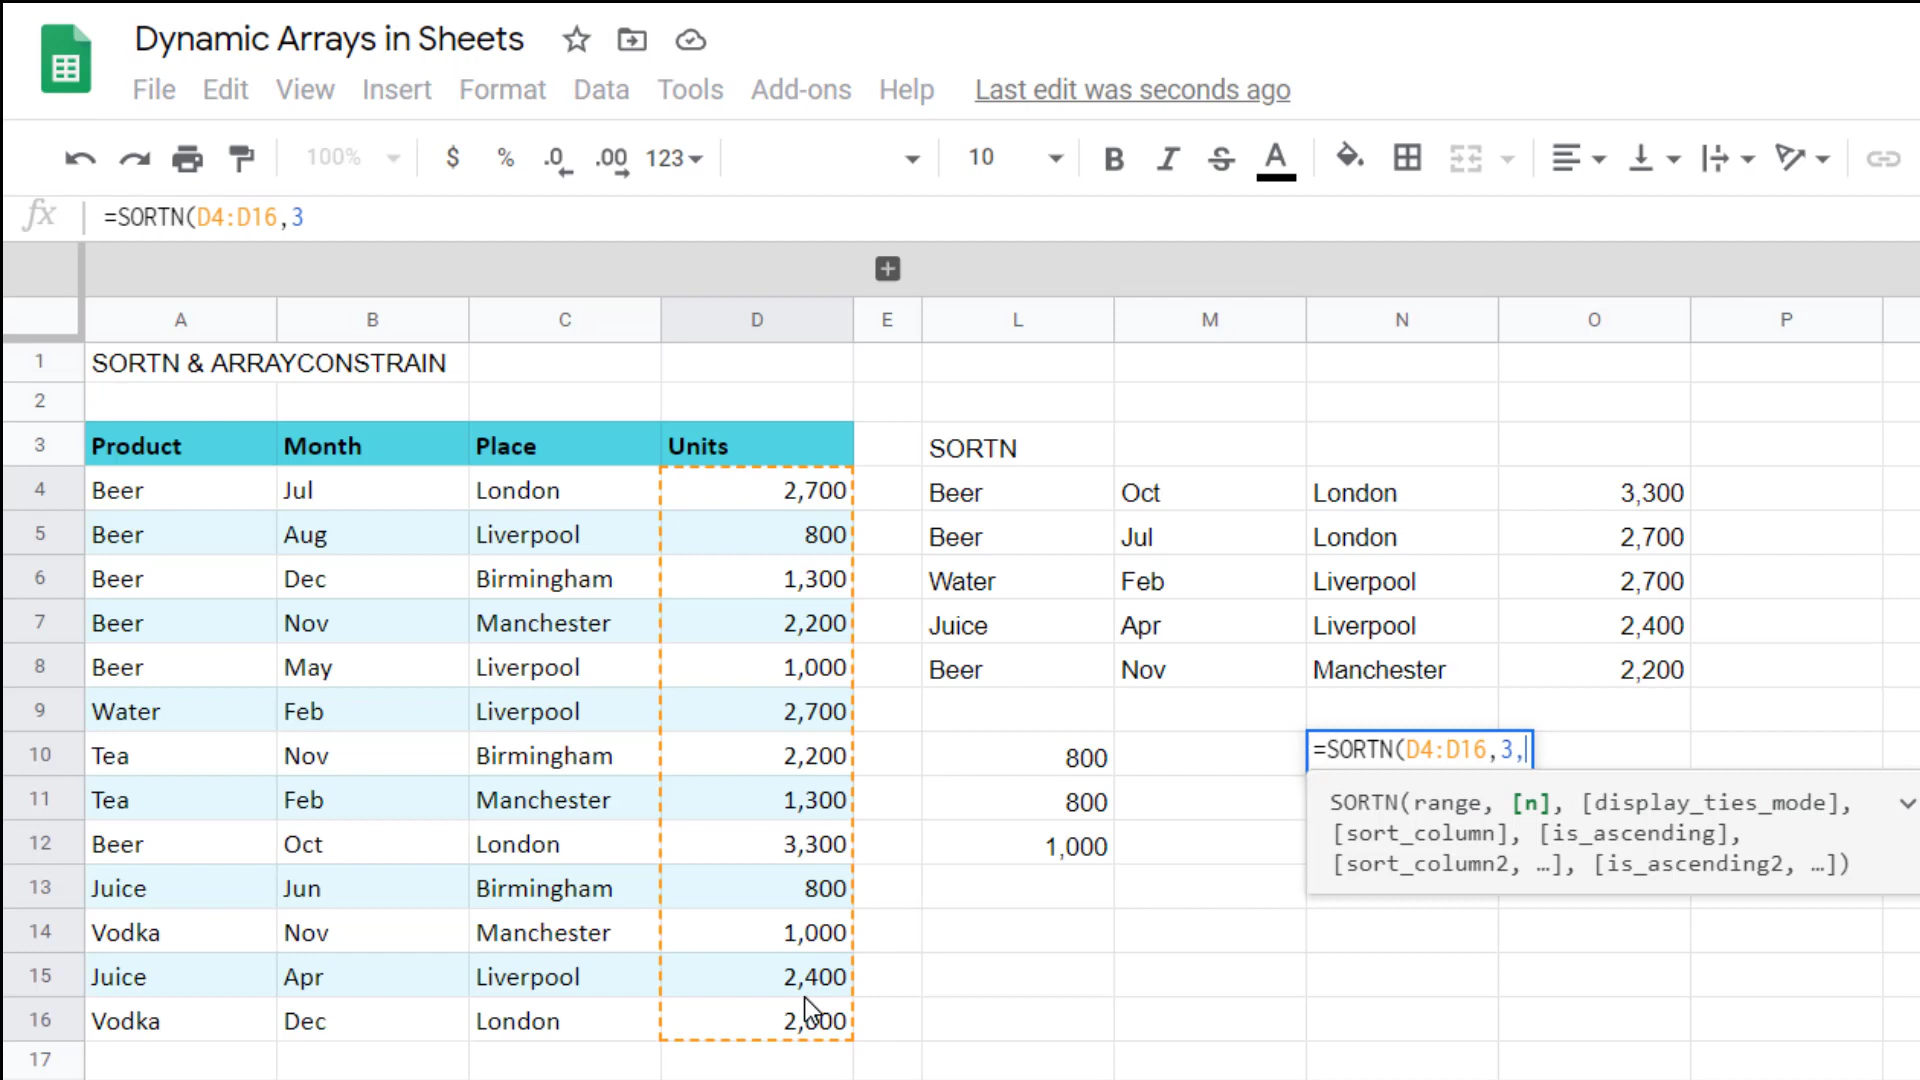 Dynamic Arrays in Sheets
File Edit View Insert Format Data Tools Add-ons Help Last edit was seconds ago
100% $ % .0 .00 123 10 B I S A
fx =SORTN(D4:D16,3
A B C D E L M N O P
1 SORTN & ARRAYCONSTRAIN
2
3 Product Month Place Units SORTN
4 Beer Jul London 2,700 Beer Oct London 3,300
5 Beer Aug Liverpool 800 Beer Jul London 2,700
6 Beer Dec Birmingham 1,300 Water Feb Liverpool 2,700
7 Beer Nov Manchester 2,200 Juice Apr Liverpool 2,400
8 Beer May Liverpool 1,000 Beer Nov Manchester 2,200
9 Water Feb Liverpool 2,700
10 Tea Nov Birmingham 2,200 800 =SORTN(D4:D16,3,
11 Tea Feb Manchester 1,300 800 SORTN(range, [n], [display_ties_mode],
[sort_column], [is_ascending],
12 Beer Oct London 3,300 1,000 [sort_column2, …], [is_ascending2, …])
13 Juice Jun Birmingham 800
14 Vodka Nov Manchester 1,000
15 Juice Apr Liverpool 2,400
16 Vodka Dec London
17